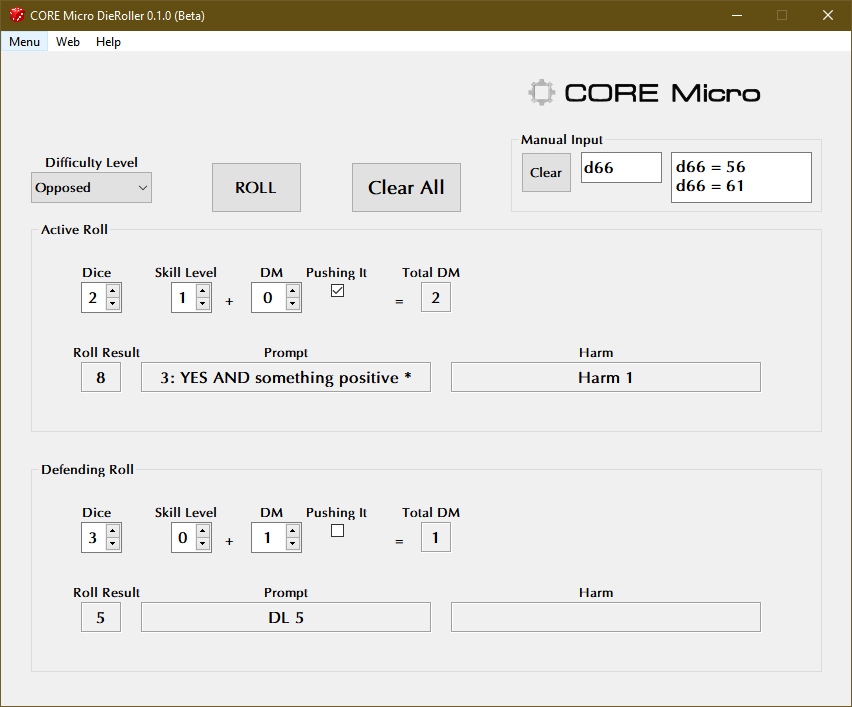 CORE Micro DieRoller 0.1.0 (Beta)
Menu Web Help
CORE Micro
Manual Input
Clear
d66
d66 = 56
d66 = 61
Difficulty Level
Opposed
ROLL
Clear All
Active Roll
Dice Skill Level DM Pushing It Total DM
2 1 + 0 = 2
Roll Result Prompt Harm
8 3: YES AND something positive * Harm 1
Defending Roll
Dice Skill Level DM Pushing It Total DM
3 0 + 1 = 1
Roll Result Prompt Harm
5 DL 5